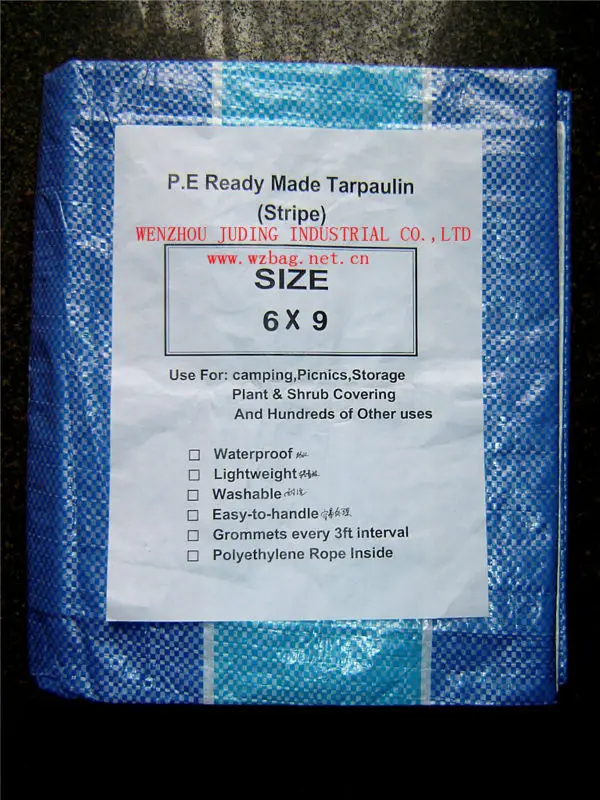 P.E Ready Made Tarpaulin
(Stripe)
WENZHOU JUDING INDUSTRIAL CO.,LTD
www.wzbag.net.cn
SIZE
6 X 9
Use For: camping,Picnics,Storage
Plant & Shrub Covering
And Hundreds of Other uses
☐ Waterproof
☐ Lightweight
☐ Washable
☐ Easy-to-handle
☐ Grommets every 3ft interval
☐ Polyethylene Rope Inside